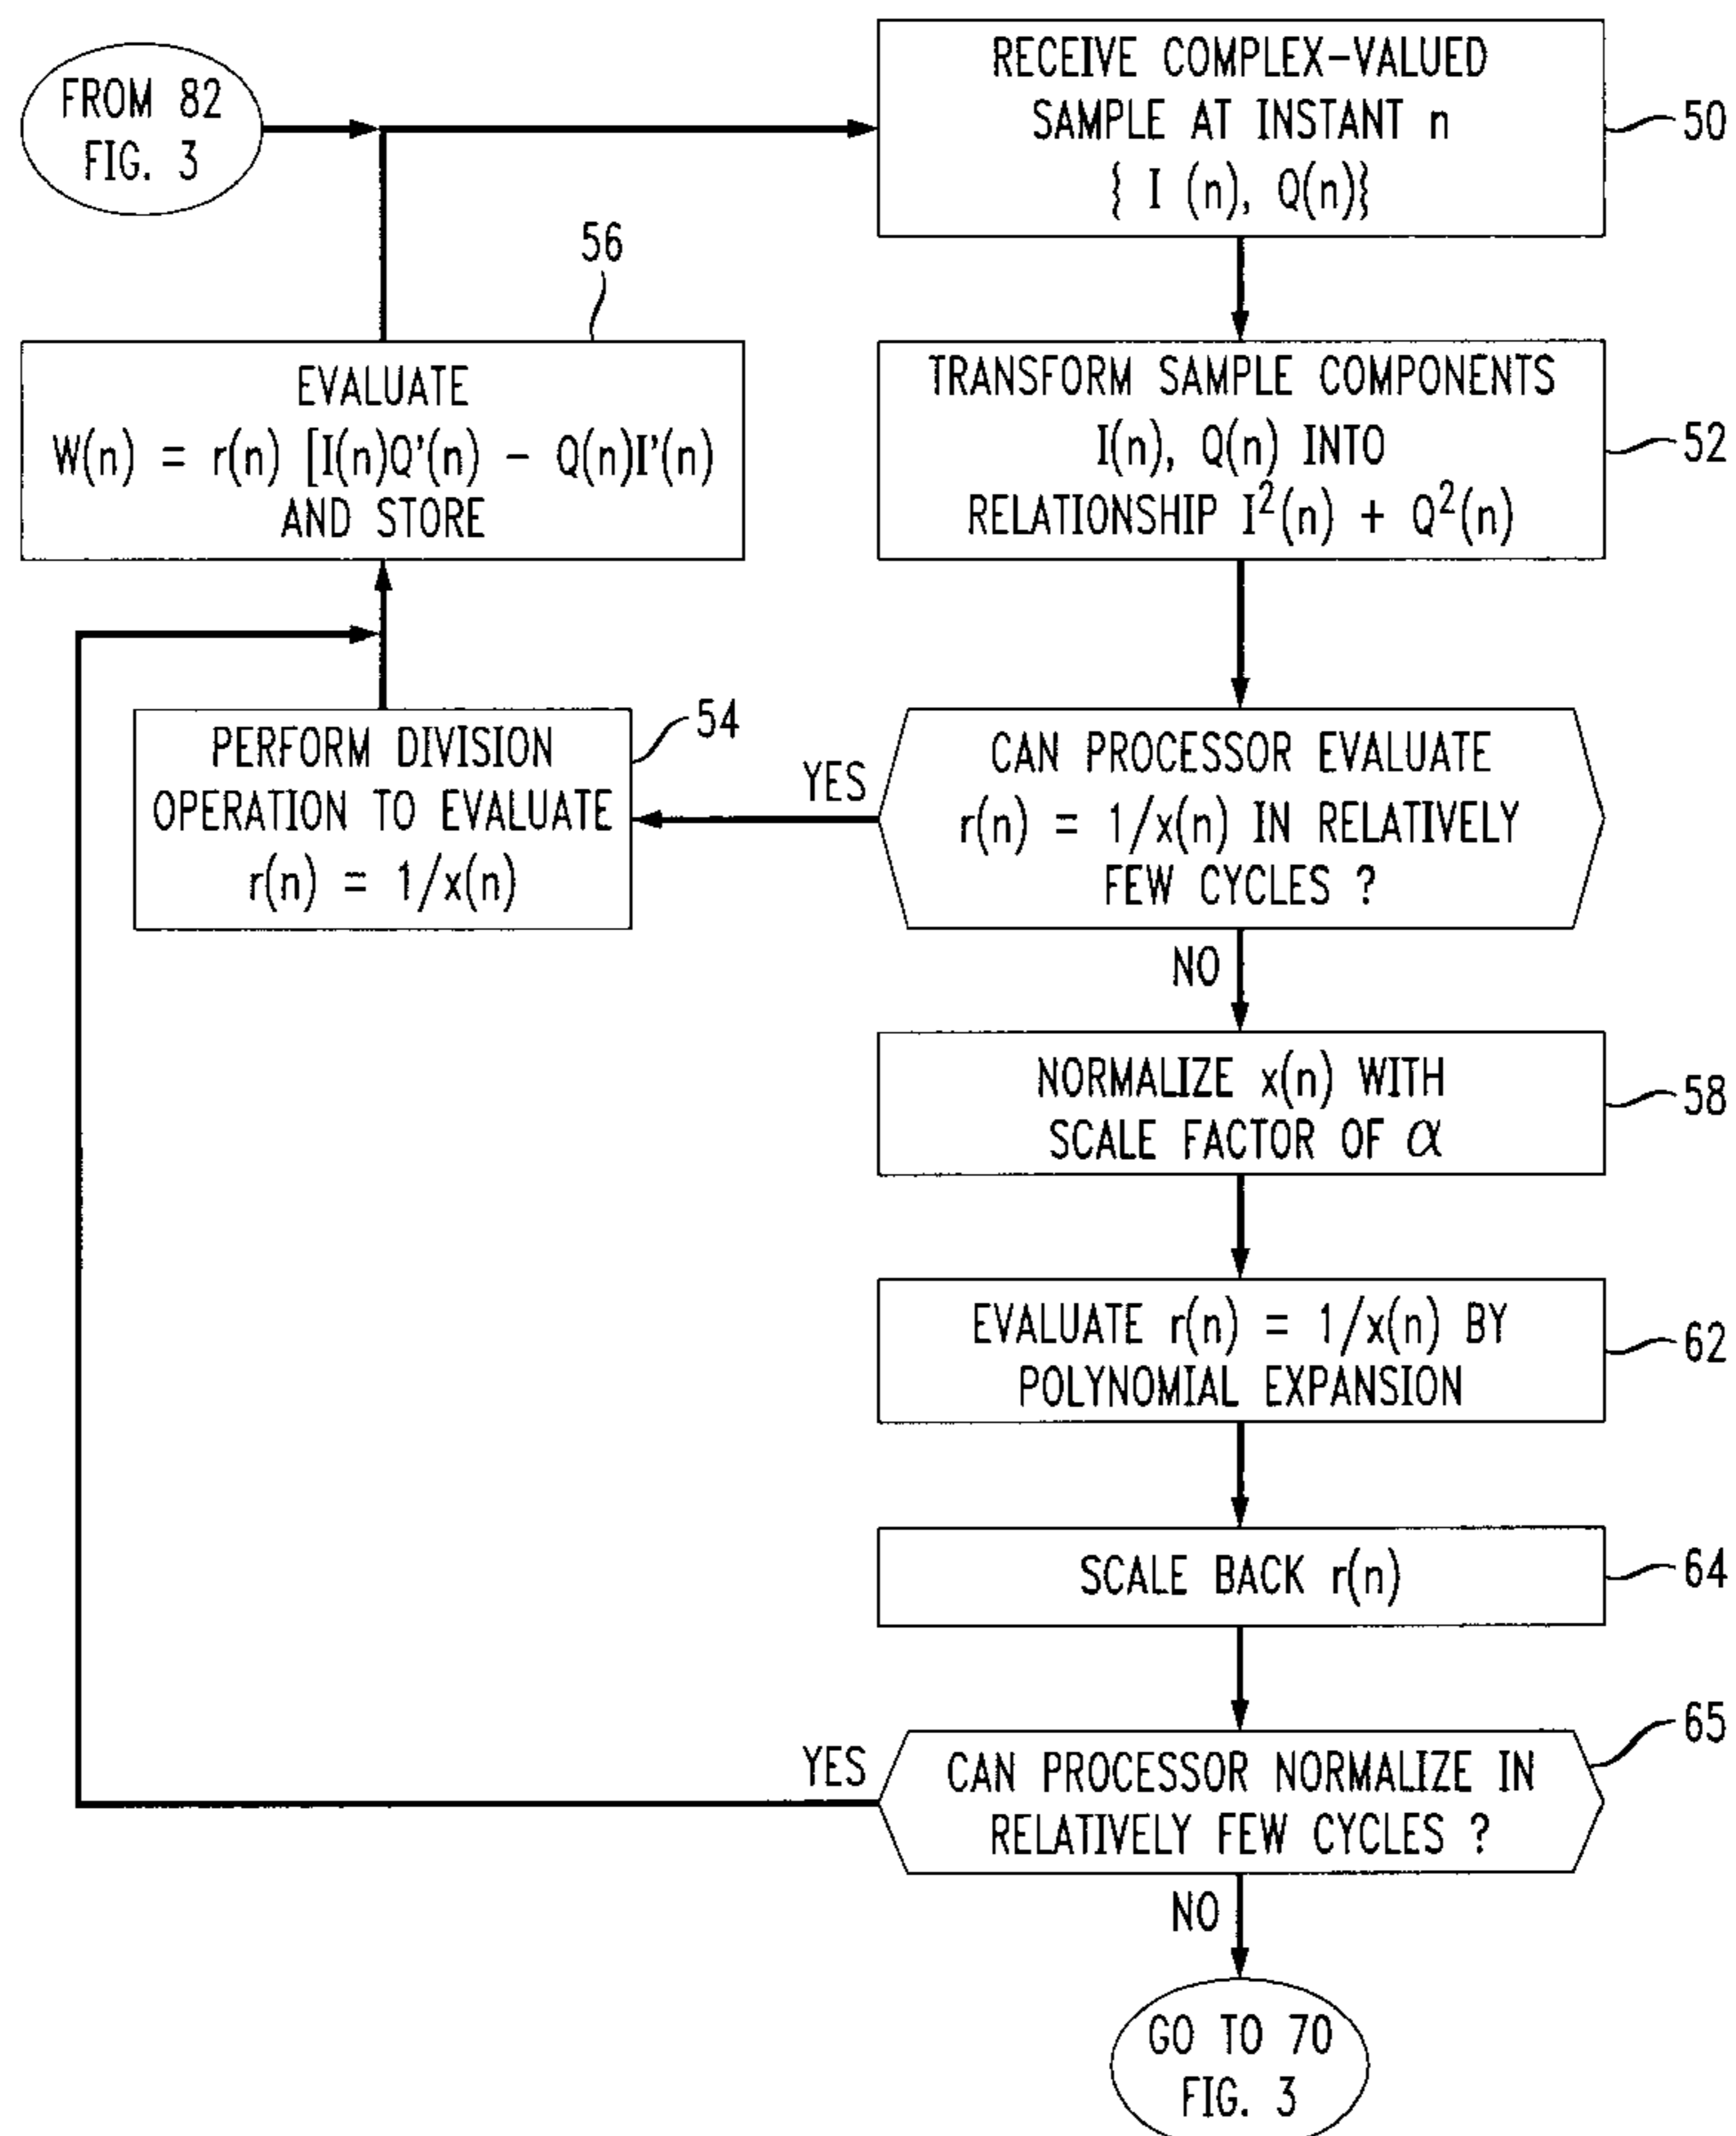 FROM 82
FIG. 3
RECEIVE COMPLEX-VALUED
SAMPLE AT INSTANT n
{ I (n), Q(n)}
50
56
EVALUATE
W(n) = r(n) [I(n)Q'(n) - Q(n)I'(n)
AND STORE
TRANSFORM SAMPLE COMPONENTS
I(n), Q(n) INTO
RELATIONSHIP I²(n) + Q²(n)
52
PERFORM DIVISION
OPERATION TO EVALUATE
r(n) = 1/x(n)
54
YES
CAN PROCESSOR EVALUATE
r(n) = 1/x(n) IN RELATIVELY
FEW CYCLES ?
NO
NORMALIZE x(n) WITH
SCALE FACTOR OF α
58
EVALUATE r(n) = 1/x(n) BY
POLYNOMIAL EXPANSION
62
SCALE BACK r(n)
64
65
YES
CAN PROCESSOR NORMALIZE IN
RELATIVELY FEW CYCLES ?
NO
GO TO 70
FIG. 3